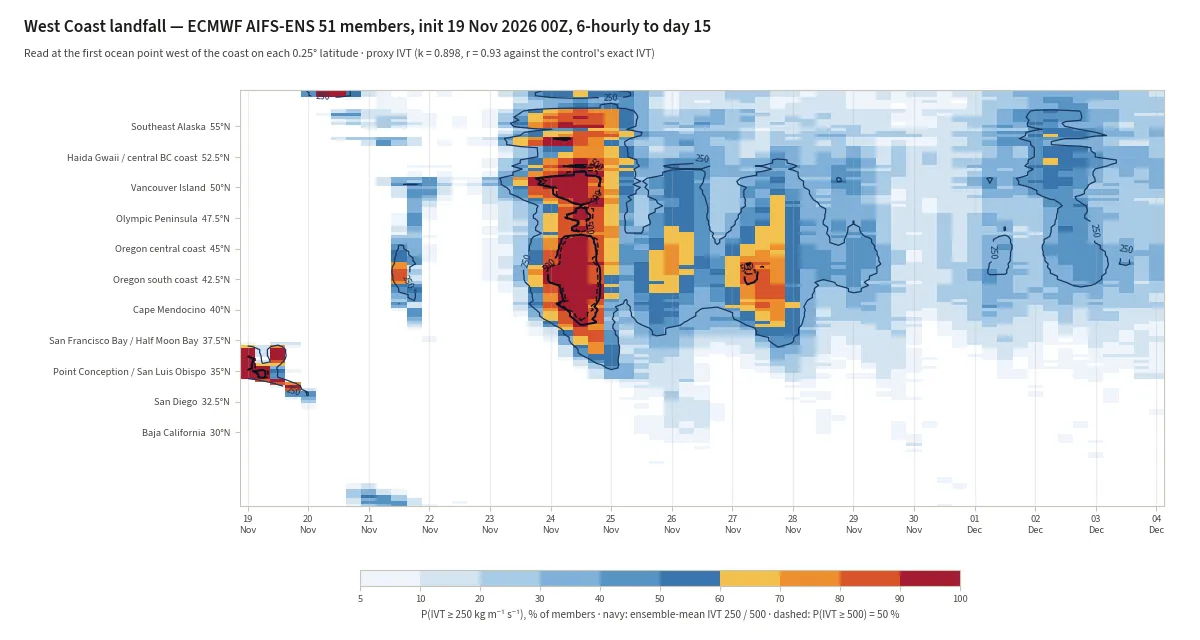 West Coast landfall — ECMWF AIFS-ENS 51 members, init 19 Nov 2026 00Z, 6-hourly to day 15
Read at the first ocean point west of the coast on each 0.25° latitude · proxy IVT (k = 0.898, r = 0.93 against the control's exact IVT)
250
250
Southeast Alaska 55°N
Haida Gwaii / central BC coast 52.5°N
250
Vancouver Island 50°N
Olympic Peninsula 47.5°N
250
Oregon central coast 45°N
250
250
250
Oregon south coast 42.5°N
Cape Mendocino 40°N
San Francisco Bay / Half Moon Bay 37.5°N
Point Conception / San Luis Obispo 35°N
250
San Diego 32.5°N
Baja California 30°N
19 20 21 22 23 24 25 26 27 28 29 30 01 02 03 04
Nov Nov Nov Nov Nov Nov Nov Nov Nov Nov Nov Nov Dec Dec Dec Dec
5 10 20 30 40 50 60 70 80 90 100
P(IVT ≥ 250 kg m⁻¹ s⁻¹), % of members · navy: ensemble-mean IVT 250 / 500 · dashed: P(IVT ≥ 500) = 50 %